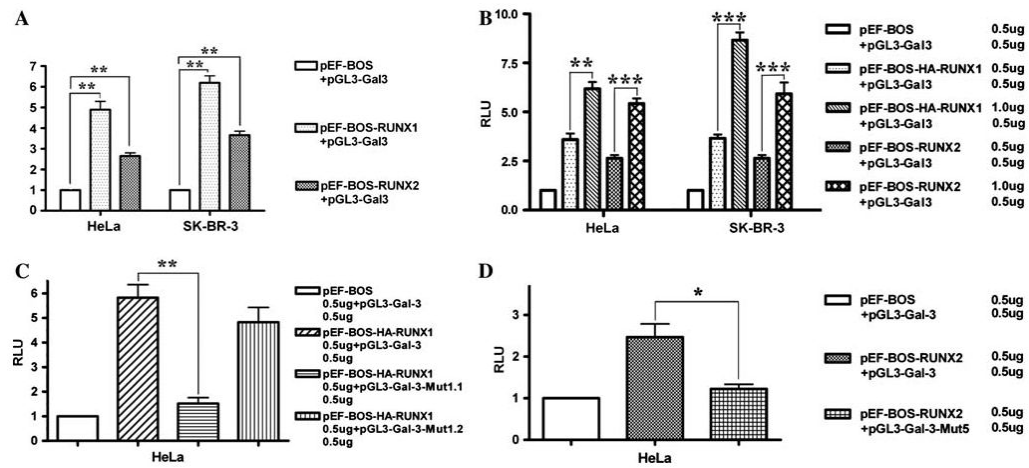 A
7
6
5
4
3
2
1
0
**
**
**
**
HeLa
SK-BR-3
pEF-BOS
+pGL3-Gal3
pEF-BOS-RUNX1
+pGL3-Gal3
pEF-BOS-RUNX2
+pGL3-Gal3
B
RLU
10.0
7.5
5.0
2.5
0.0
**
***
***
***
HeLa
SK-BR-3
pEF-BOS 0.5ug
+pGL3-Gal3 0.5ug
pEF-BOS-HA-RUNX1 0.5ug
+pGL3-Gal3 0.5ug
pEF-BOS-HA-RUNX1 1.0ug
+pGL3-Gal3 0.5ug
pEF-BOS-RUNX2 0.5ug
+pGL3-Gal3 0.5ug
pEF-BOS-RUNX2 1.0ug
+pGL3-Gal3 0.5ug
C
RLU
6
5
4
3
2
1
0
**
HeLa
pEF-BOS
0.5ug+pGL3-Gal-3
0.5ug
pEF-BOS-HA-RUNX1
0.5ug+pGL3-Gal-3
0.5ug
pEF-BOS-HA-RUNX1
0.5ug+pGL3-Gal-3-Mut1.1
0.5ug
pEF-BOS-HA-RUNX1
0.5ug+pGL3-Gal-3-Mut1.2
0.5ug
D
RLU
3
2
1
0
*
HeLa
pEF-BOS 0.5ug
+pGL3-Gal-3 0.5ug
pEF-BOS-RUNX2 0.5ug
+pGL3-Gal-3 0.5ug
pEF-BOS-RUNX2 0.5ug
+pGL3-Gal-3-Mut5 0.5ug